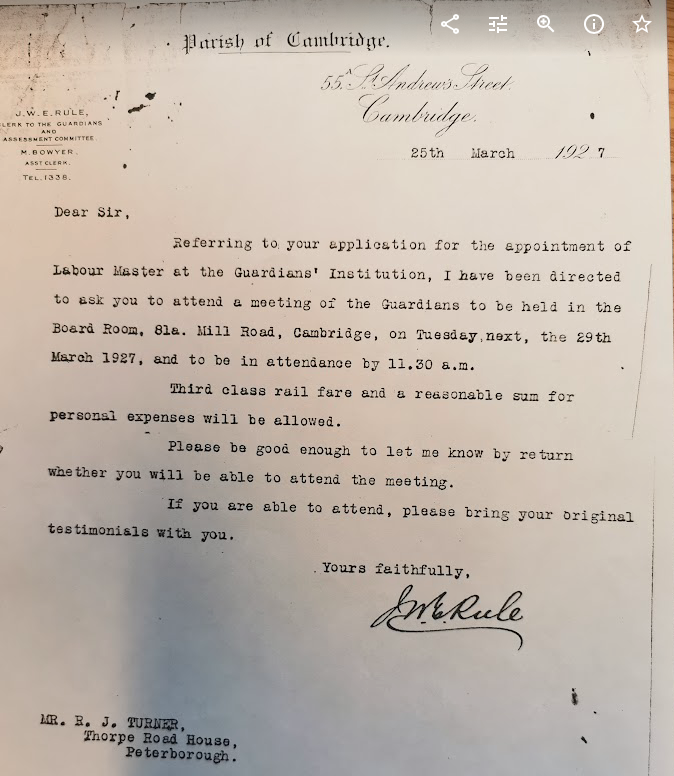 Parish of Cambridge.
55A St. Andrew's Street.
Cambridge.
J.W.E. RULE,
CLERK TO THE GUARDIANS
AND
ASSESSMENT COMMITTEE
M. BOWYER.
ASST CLERK.
TEL. 1338.
25th March 1927
Dear Sir,
Referring to your application for the appointment of
Labour Master at the Guardians' Institution, I have been directed
to ask you to attend a meeting of the Guardians to be held in the
Board Room, 81a. Mill Road, Cambridge, on Tuesday next, the 29th
March 1927, and to be in attendance by 11.30 a.m.
Third class rail fare and a reasonable sum for
personal expenses will be allowed.
Please be good enough to let me know by return
whether you will be able to attend the meeting.
If you are able to attend, please bring your original
testimonials with you.
Yours faithfully,
J.W.E. Rule
MR. R. J. TURNER,
Thorpe Road House,
Peterborough.